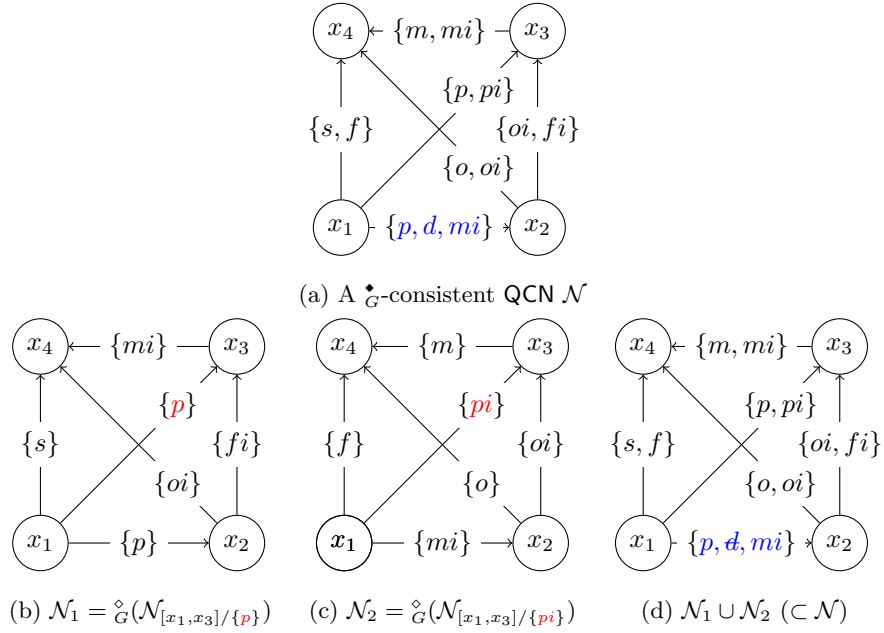 x₄ {m, mi} x₃
{p, pi}
{s, f} {oi, fi}
{o, oi}
x₁ {p, d, mi} x₂
(a) A ◆G-consistent QCN 𝒩
x₄ {mi} x₃ x₄ {m} x₃ x₄ {m, mi} x₃
{p} {pi} {p, pi}
{s} {fi} {f} {oi} {s, f} {oi, fi}
{oi} {o} {o, oi}
x₁ {p} x₂ x₁ {mi} x₂ x₁ {p, d̶, mi} x₂
(b) 𝒩₁ = ◇G(𝒩[x₁,x₃]/{p}) (c) 𝒩₂ = ◇G(𝒩[x₁,x₃]/{pi}) (d) 𝒩₁ ∪ 𝒩₂ (⊂ 𝒩)